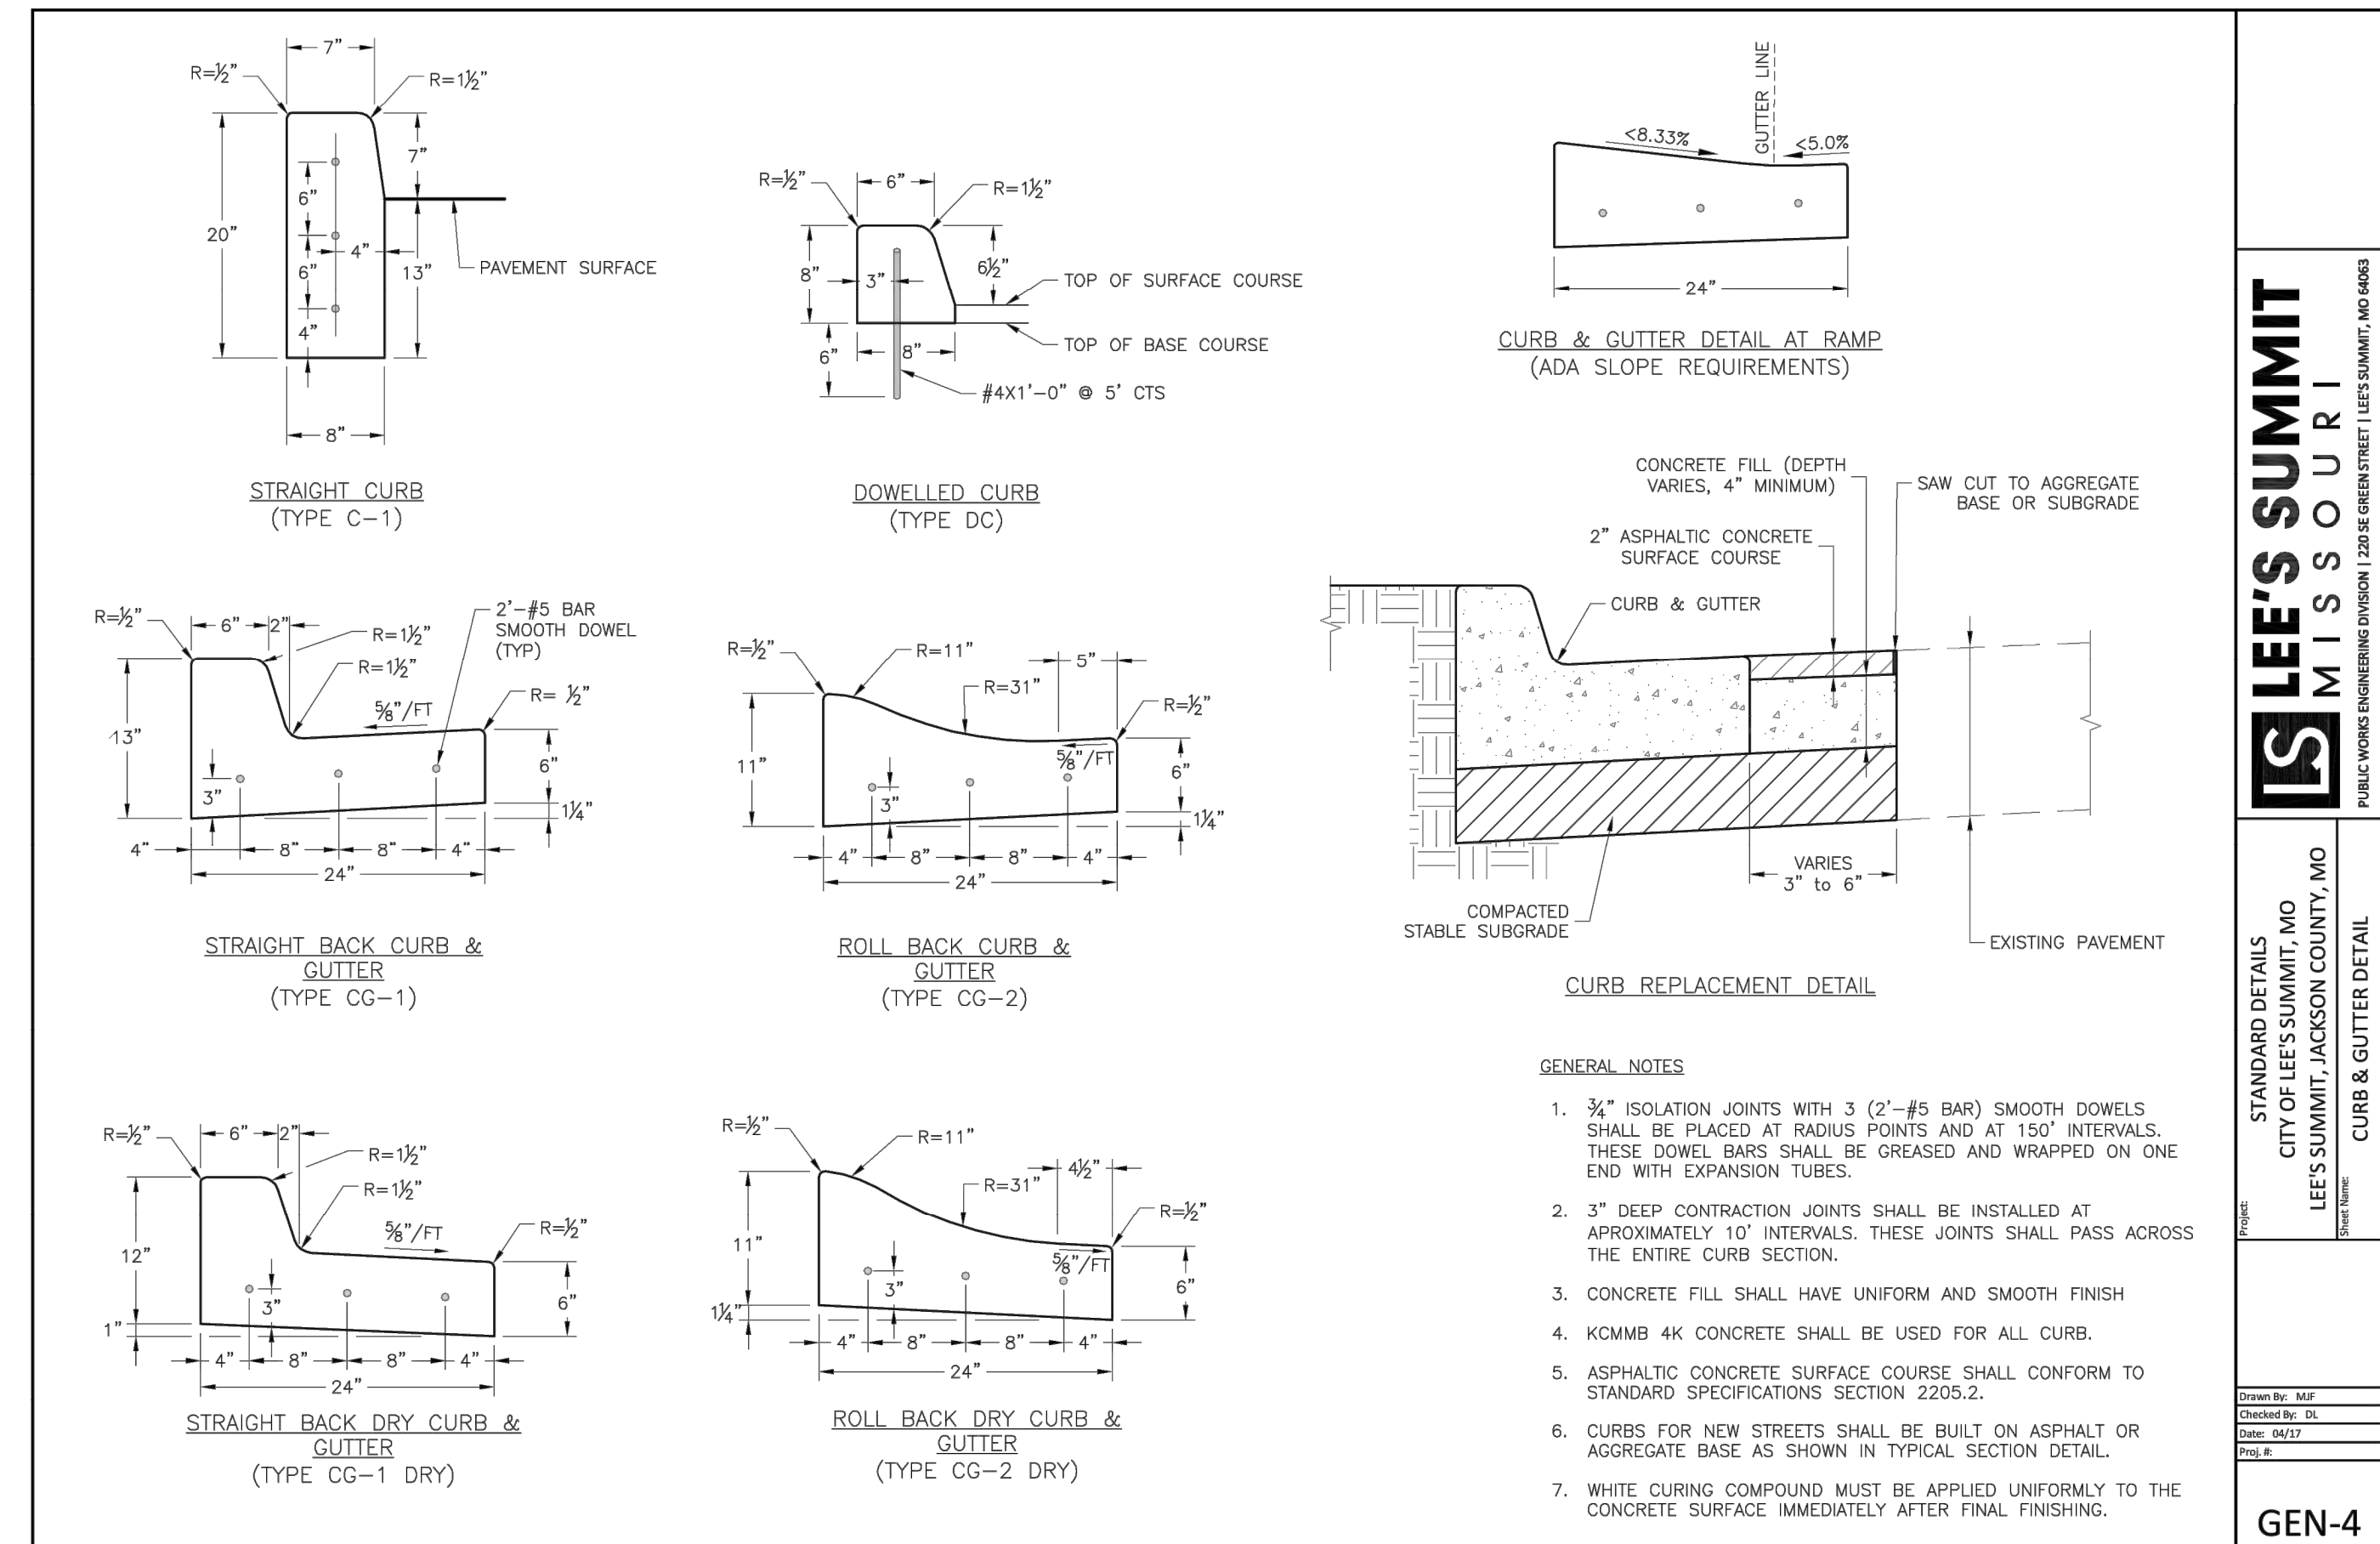 7"
R=½"
R=1½"
7"
6"
20"
4"
6"
13"
PAVEMENT SURFACE
4"
8"
STRAIGHT CURB
(TYPE C-1)
R=½"
6"
R=1½"
8"
3"
6½"
TOP OF SURFACE COURSE
TOP OF BASE COURSE
6"
8"
#4X1'-0" @ 5' CTS
DOWELLED CURB
(TYPE DC)
GUTTER LINE
<8.33%
<5.0%
24"
CURB & GUTTER DETAIL AT RAMP
(ADA SLOPE REQUIREMENTS)
R=½"
6"
2"
R=1½"
R=1½"
2'-#5 BAR
SMOOTH DOWEL
(TYP)
R= ½"
⅝"/FT
13"
6"
3"
1¼"
4"
8"
8"
4"
24"
STRAIGHT BACK CURB &
GUTTER
(TYPE CG-1)
R=½"
R=11"
5"
R=31"
R=½"
⅝"/FT
11"
6"
3"
1¼"
4"
8"
8"
4"
24"
ROLL BACK CURB &
GUTTER
(TYPE CG-2)
CONCRETE FILL (DEPTH
VARIES, 4" MINIMUM)
SAW CUT TO AGGREGATE
BASE OR SUBGRADE
2" ASPHALTIC CONCRETE
SURFACE COURSE
CURB & GUTTER
VARIES
3" to 6"
COMPACTED
STABLE SUBGRADE
EXISTING PAVEMENT
CURB REPLACEMENT DETAIL
R=½"
6"
2"
R=1½"
R=1½"
⅝"/FT
R=½"
12"
3"
6"
1"
4"
8"
8"
4"
24"
STRAIGHT BACK DRY CURB &
GUTTER
(TYPE CG-1 DRY)
R=½"
R=11"
4½"
R=31"
R=½"
11"
⅝"/FT
3"
6"
1¼"
4"
8"
8"
4"
24"
ROLL BACK DRY CURB &
GUTTER
(TYPE CG-2 DRY)
GENERAL NOTES
1. ¾" ISOLATION JOINTS WITH 3 (2'-#5 BAR) SMOOTH DOWELS
SHALL BE PLACED AT RADIUS POINTS AND AT 150' INTERVALS.
THESE DOWEL BARS SHALL BE GREASED AND WRAPPED ON ONE
END WITH EXPANSION TUBES.
2. 3" DEEP CONTRACTION JOINTS SHALL BE INSTALLED AT
APROXIMATELY 10' INTERVALS. THESE JOINTS SHALL PASS ACROSS
THE ENTIRE CURB SECTION.
3. CONCRETE FILL SHALL HAVE UNIFORM AND SMOOTH FINISH
4. KCMMB 4K CONCRETE SHALL BE USED FOR ALL CURB.
5. ASPHALTIC CONCRETE SURFACE COURSE SHALL CONFORM TO
STANDARD SPECIFICATIONS SECTION 2205.2.
6. CURBS FOR NEW STREETS SHALL BE BUILT ON ASPHALT OR
AGGREGATE BASE AS SHOWN IN TYPICAL SECTION DETAIL.
7. WHITE CURING COMPOUND MUST BE APPLIED UNIFORMLY TO THE
CONCRETE SURFACE IMMEDIATELY AFTER FINAL FINISHING.
LS
LEE'S SUMMIT
MISSOURI
PUBLIC WORKS ENGINEERING DIVISION | 220 SE GREEN STREET | LEE'S SUMMIT, MO 64063
Project:
STANDARD DETAILS
CITY OF LEE'S SUMMIT, MO
LEE'S SUMMIT, JACKSON COUNTY, MO
Sheet Name:
CURB & GUTTER DETAIL
Drawn By: MJF
Checked By: DL
Date: 04/17
Proj. #:
GEN-4